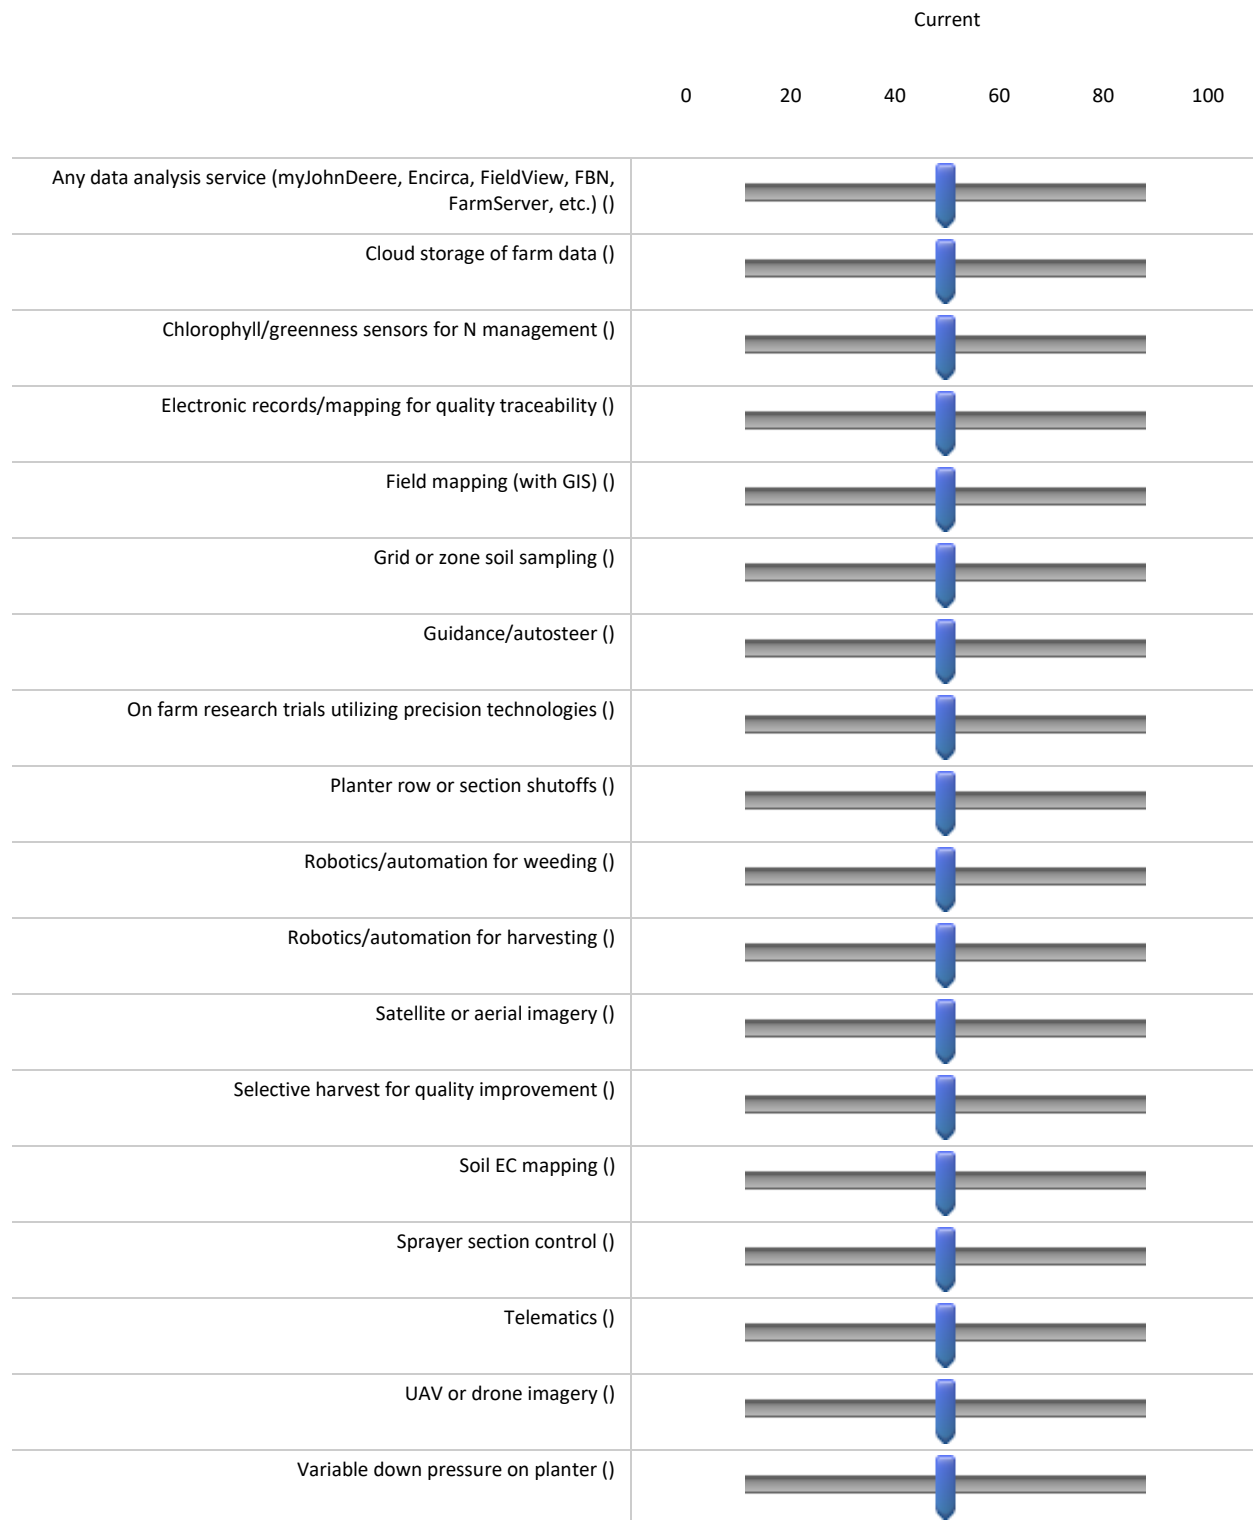 Current
0 20 40 60 80 100
Any data analysis service (myJohnDeere, Encirca, FieldView, FBN,
FarmServer, etc.) ()
Cloud storage of farm data ()
Chlorophyll/greenness sensors for N management ()
Electronic records/mapping for quality traceability ()
Field mapping (with GIS) ()
Grid or zone soil sampling ()
Guidance/autosteer ()
On farm research trials utilizing precision technologies ()
Planter row or section shutoffs ()
Robotics/automation for weeding ()
Robotics/automation for harvesting ()
Satellite or aerial imagery ()
Selective harvest for quality improvement ()
Soil EC mapping ()
Sprayer section control ()
Telematics ()
UAV or drone imagery ()
Variable down pressure on planter ()